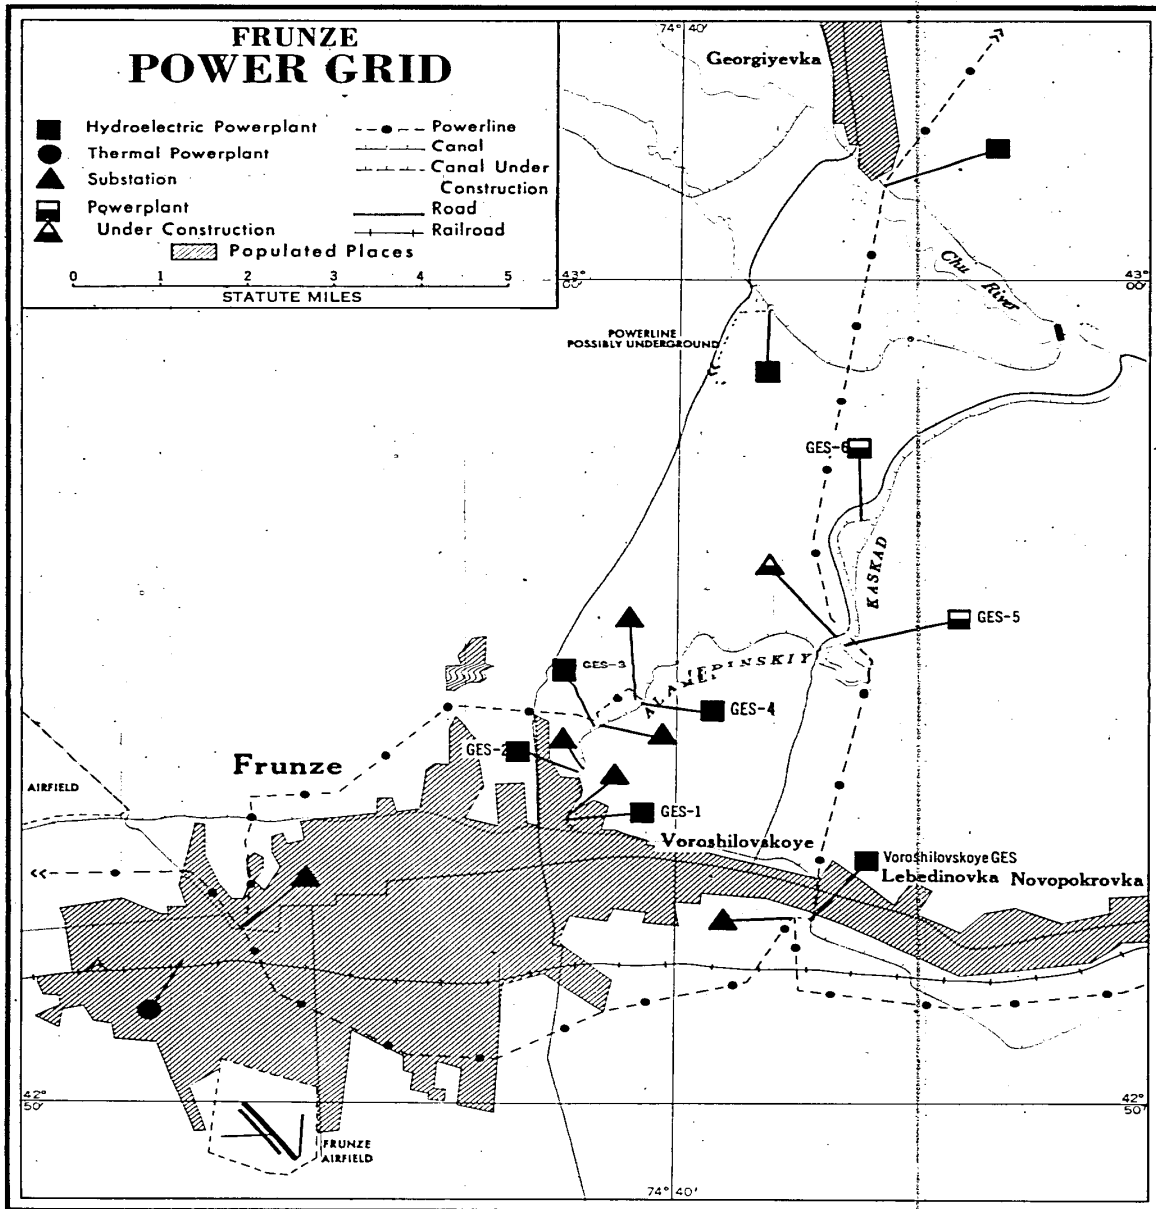 FRUNZE
POWER GRID
Hydroelectric Powerplant
Thermal Powerplant
Substation
Powerplant
Under Construction
Powerline
Canal
Canal Under
Construction
Road
Railroad
Populated Places
0 1 2 3 4 5
STATUTE MILES
74° 40'
Georgiyevka
43°
00'
43°
00'
Chu River
POWERLINE
POSSIBLY UNDERGROUND
GES-6
KASKAD
GES-5
GES-3
ALAMEDINSKIY
GES-4
GES-2
Frunze
AIRFIELD
GES-1
Voroshilovskoye
Voroshilovskoye GES
Lebedinovka Novopokrovka
42°
50'
42°
50'
FRUNZE
AIRFIELD
74° 40'